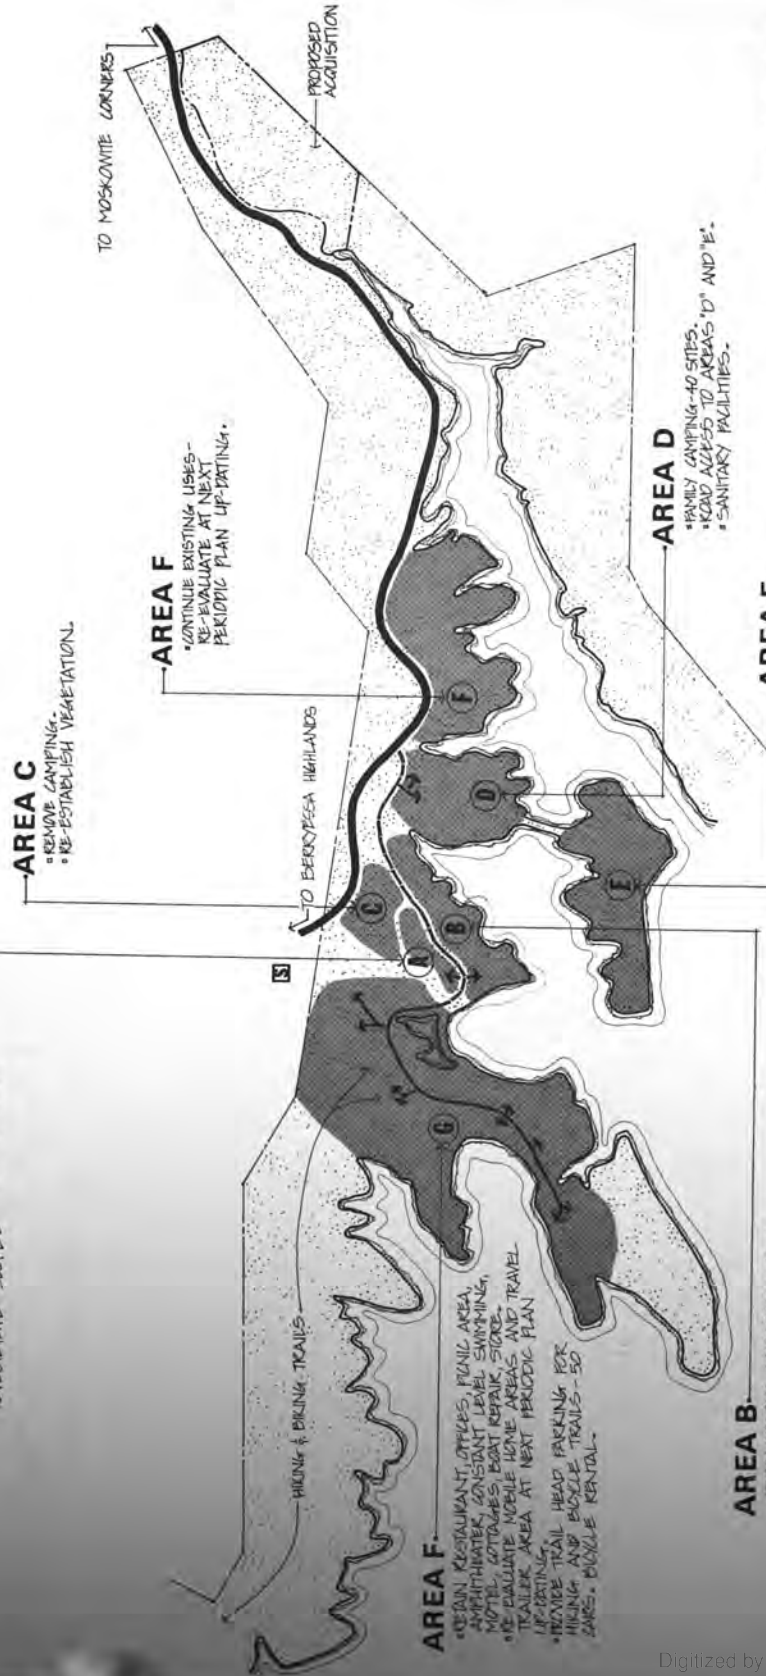 TO MOSKOWITE CORNERS
PROPOSED
ACQUISITION
AREA C
• REMOVE CAMPING.
• RE-ESTABLISH VEGETATION.
AREA F
• CONTINUE EXISTING USES-
RE-EVALUATE AT NEXT
PERIODIC PLAN UP-DATING.
TO BERRYESSA HIGHLANDS
S
AREA D
• FAMILY CAMPING-40 SITES.
• ROAD ACCESS TO AREAS "D" AND "E".
• SANITARY FACILITIES.
F
D
E
C
B
A
G
HIKING & BIKING TRAILS
AREA F
• RETAIN RESTAURANT, OFFICES, PICNIC AREA,
AMPHITHEATER, CONSTANT LEVEL SWIMMING,
MOTEL, COTTAGES, BOAT REPAIR, STORE.
• RE-EVALUATE MOBILE HOME AREAS AND TRAVEL
TRAILER AREA AT NEXT PERIODIC PLAN
UP-DATING.
• PROVIDE TRAIL HEAD PARKING FOR
HIKING AND BICYCLE TRAILS - 50
CARS. BICYCLE RENTAL.
AREA B
AREA
Digitized by